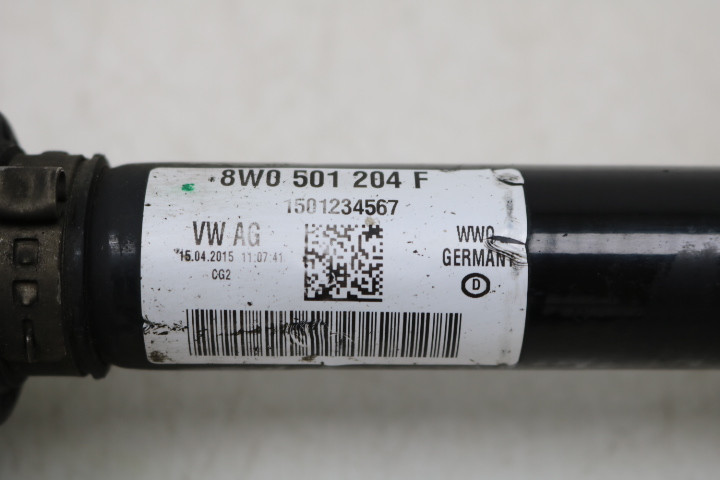 8W0 501 204 F
1501234567
VW AG
WWO
15.04.2015 11:07:41
GERMANY
CG2
D